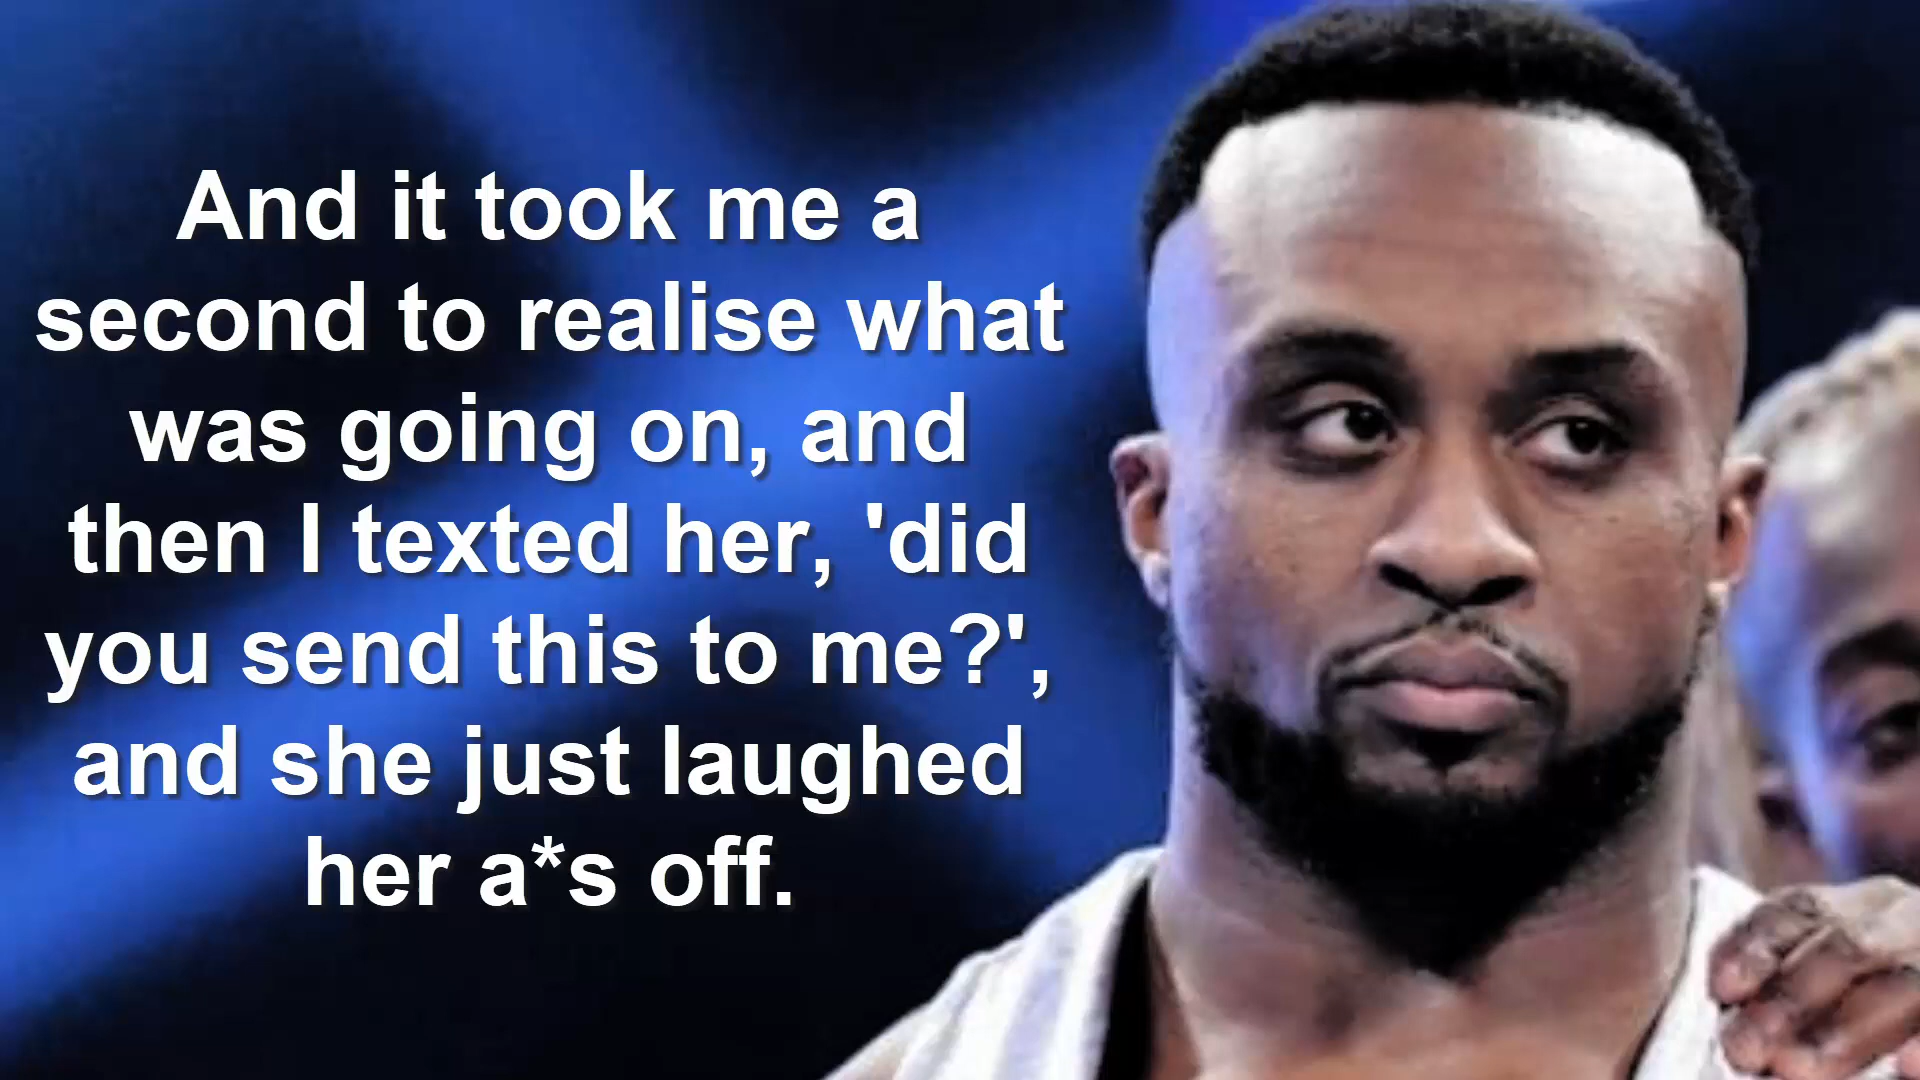 And it took me a
second to realise what
was going on, and
then I texted her, 'did
you send this to me?',
and she just laughed
her a*s off.